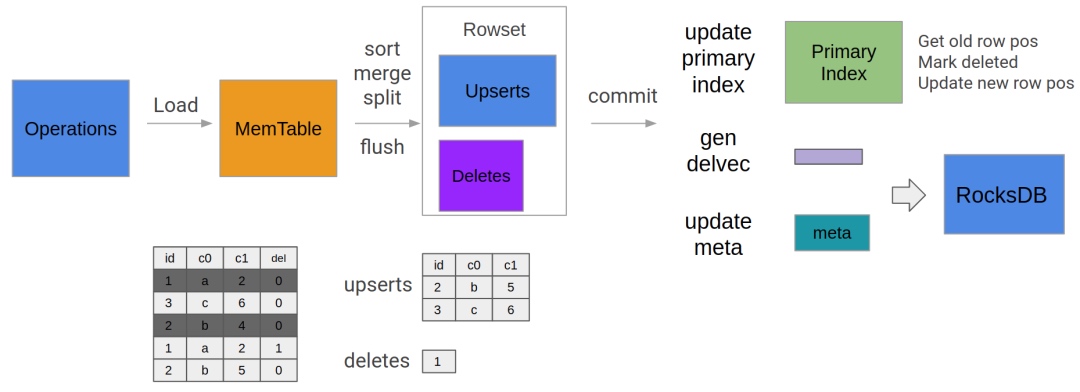 Operations
Load
MemTable
sort
merge
split
flush
Rowset
Upserts
Deletes
commit
update
primary
index
Primary
Index
Get old row pos
Mark deleted
Update new row pos
gen
delvec
update
meta
meta
RocksDB
id c0 c1 del
1 a 2 0
3 c 6 0
2 b 4 0
1 a 2 1
2 b 5 0
upserts
id c0 c1
2 b 5
3 c 6
deletes
1